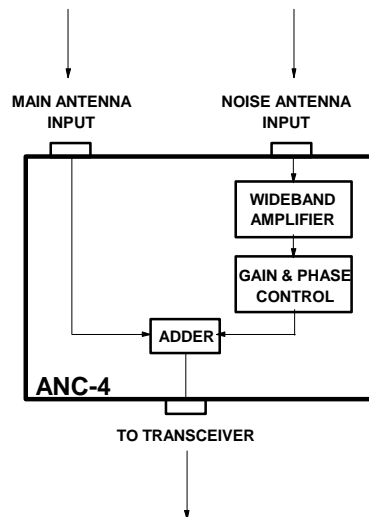 MAIN ANTENNA
INPUT
NOISE ANTENNA
INPUT
WIDEBAND
AMPLIFIER
GAIN & PHASE
CONTROL
ADDER
ANC-4
TO TRANSCEIVER